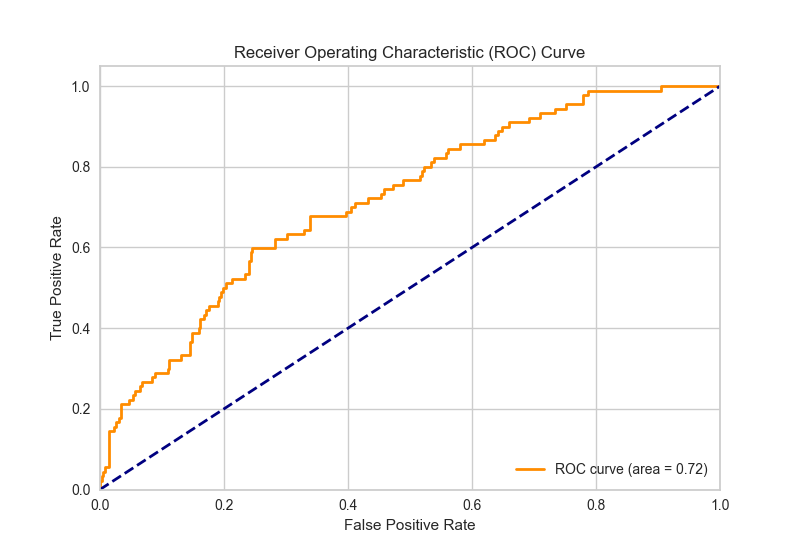 Receiver Operating Characteristic (ROC) Curve
1.0
0.8
0.6
0.4
0.2
0.0
True Positive Rate
ROC curve (area = 0.72)
0.0 0.2 0.4 0.6 0.8 1.0
False Positive Rate